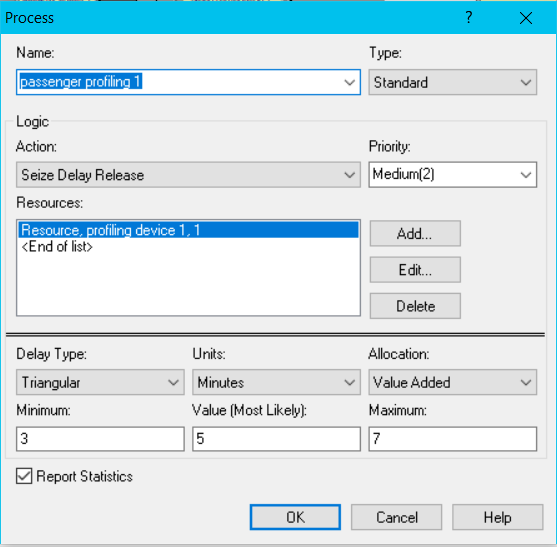 Process
?
Name:
Type:
passenger profiling 1
Standard
Logic
Action:
Priority:
Seize Delay Release
Medium(2)
Resources:
Resource, profiling device 1, 1
<End of list>
Add...
Edit...
Delete
Delay Type:
Units:
Allocation:
Triangular
Minutes
Value Added
Minimum:
Value (Most Likely):
Maximum:
3
5
7
Report Statistics
OK
Cancel
Help